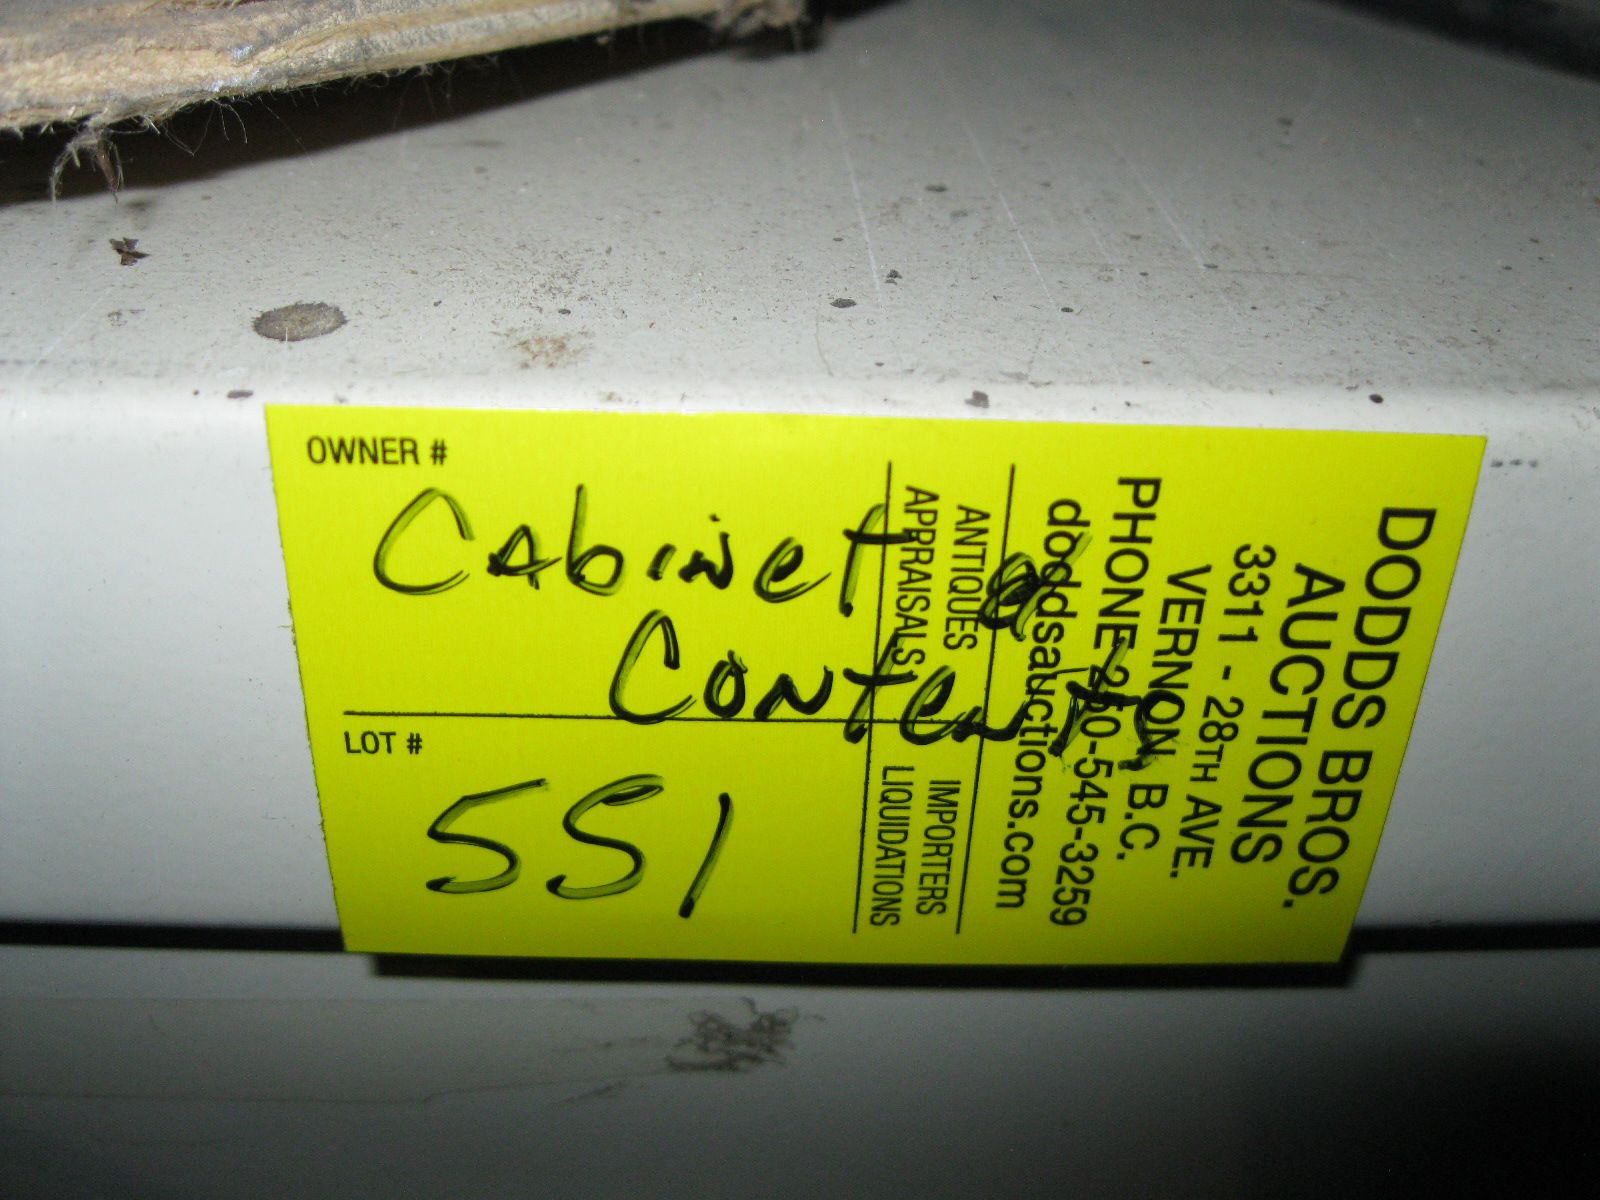 OWNER #
Cabinet &
Contents
LOT #
551
DODDS BROS.
AUCTIONS
3311 - 28TH AVE.
VERNON, B.C.
PHONE 250-545-3259
doddsauctions.com
ANTIQUES IMPORTERS
APPRAISALS LIQUIDATIONS